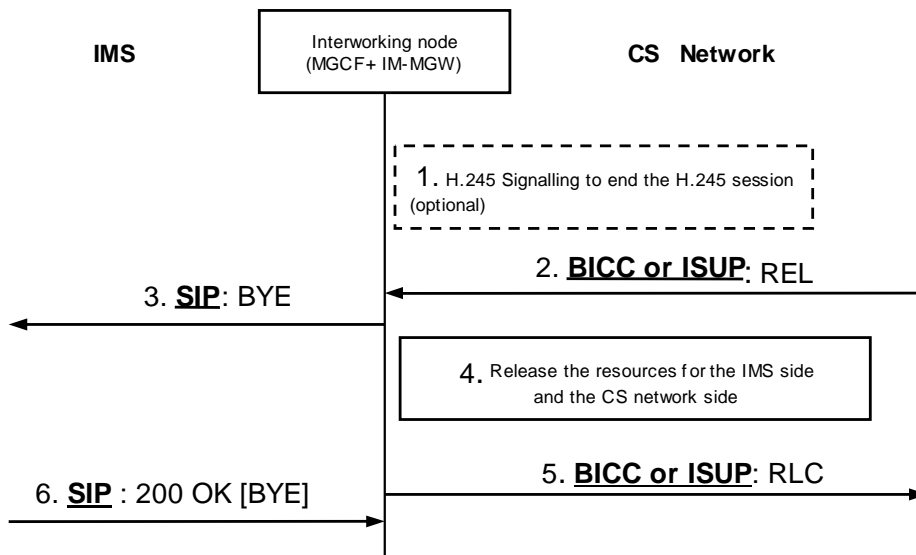 IMS
Interworking node
(MGCF+ IM-MGW)
CS Network
1. H.245 Signalling to end the H.245 session
(optional)
2. BICC or ISUP: REL
3. SIP: BYE
4. Release the resources for the IMS side
and the CS network side
5. BICC or ISUP: RLC
6. SIP : 200 OK [BYE]